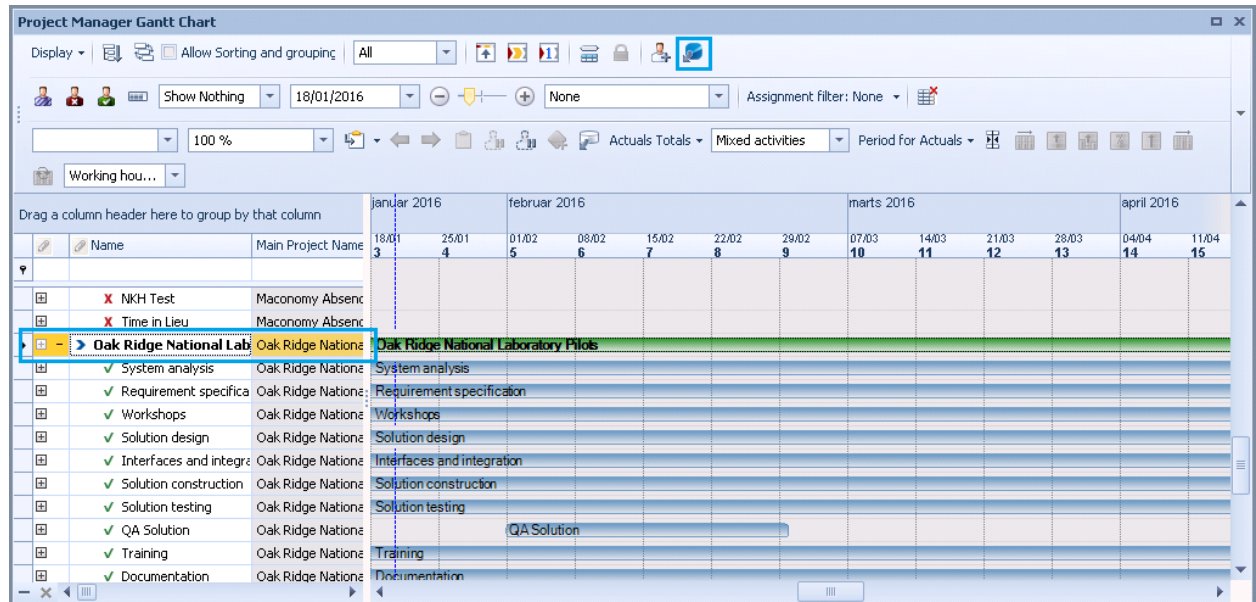 Project Manager Gantt Chart
Display Allow Sorting and grouping All
Show Nothing 18/01/2016 None Assignment filter: None
100 % Actuals Totals Mixed activities Period for Actuals
Working hou...
Drag a column header here to group by that column
januar 2016 februar 2016 marts 2016 april 2016
Name Main Project Name
18/01 25/01 01/02 08/02 15/02 22/02 29/02 07/03 14/03 21/03 28/03 04/04 11/04
3 4 5 6 7 8 9 10 11 12 13 14 15
X NKH Test Maconomy Absenc
X Time in Lieu Maconomy Absenc
Oak Ridge National Lab Oak Ridge Nationa Oak Ridge National Laboratory Pilots
System analysis Oak Ridge Nationa System analysis
Requirement specifica Oak Ridge Nationa Requirement specification
Workshops Oak Ridge Nationa Workshops
Solution design Oak Ridge Nationa Solution design
Interfaces and integra Oak Ridge Nationa Interfaces and integration
Solution construction Oak Ridge Nationa Solution construction
Solution testing Oak Ridge Nationa Solution testing
QA Solution Oak Ridge Nationa QA Solution
Training Oak Ridge Nationa Training
Documentation Oak Ridge Nationa Documentation